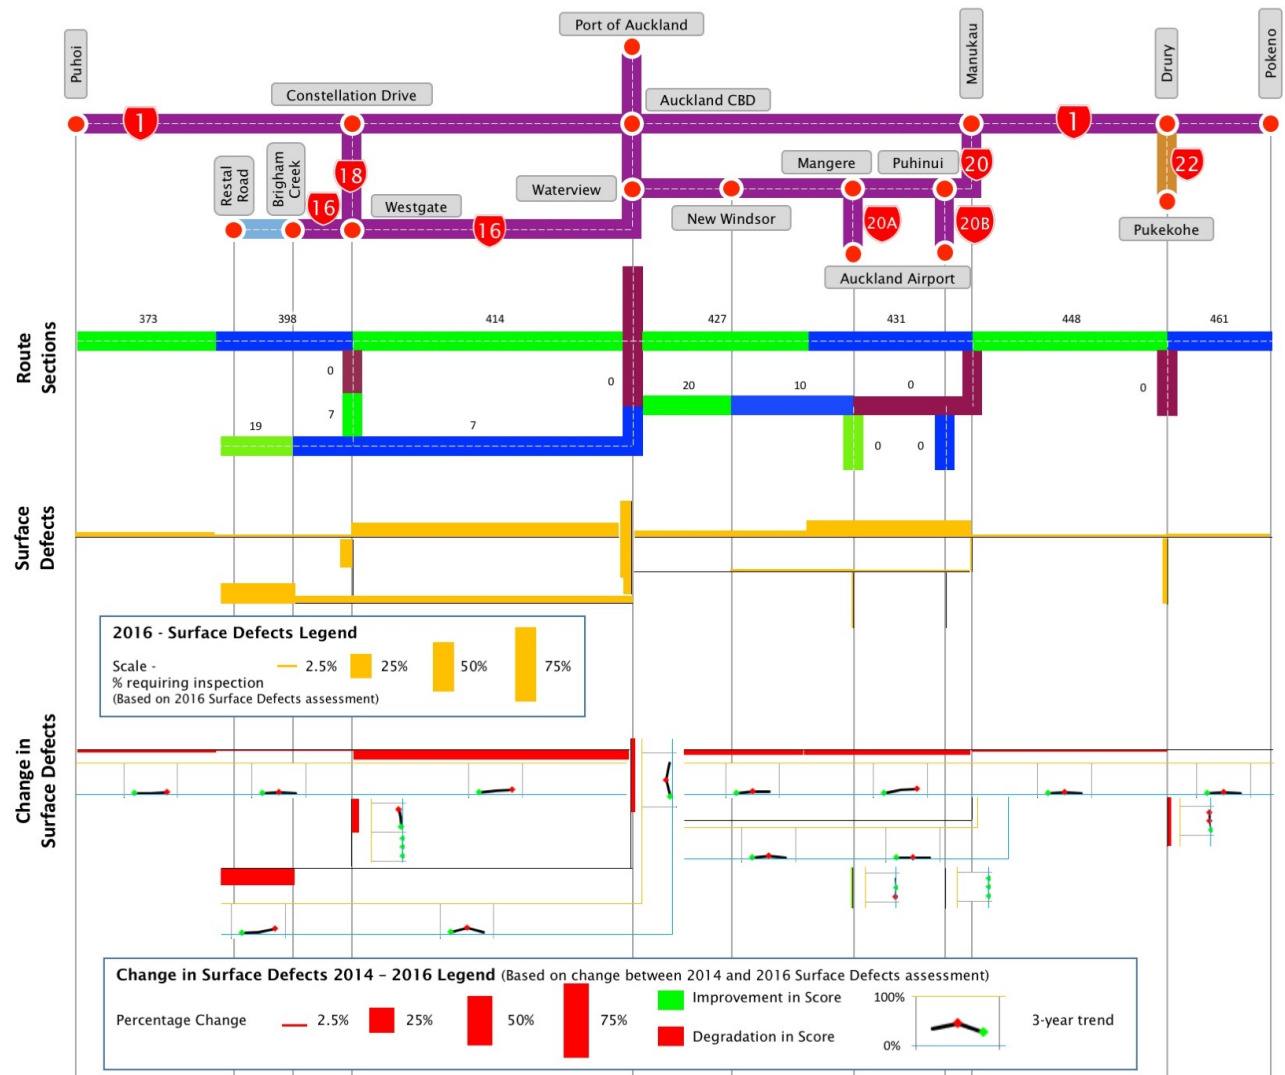 Port of Auckland
Puhoi
Manukau
Drury
Pokeno
Constellation Drive
Auckland CBD
1
1
Restal
Road
Brigham
Creek
18
16
Westgate
16
Waterview
New Windsor
Mangere
Puhinui
20
22
20A
20B
Pukekohe
Auckland Airport
Route
Sections
373
398
414
427
431
448
461
0
7
0
20
10
0
0
19
7
0
0
Surface
Defects
2016 - Surface Defects Legend
Scale -
% requiring inspection
(Based on 2016 Surface Defects assessment)
2.5%
25%
50%
75%
Change in
Surface Defects
Change in Surface Defects 2014 – 2016 Legend (Based on change between 2014 and 2016 Surface Defects assessment)
Percentage Change
2.5%
25%
50%
75%
Improvement in Score
Degradation in Score
100%
0%
3-year trend